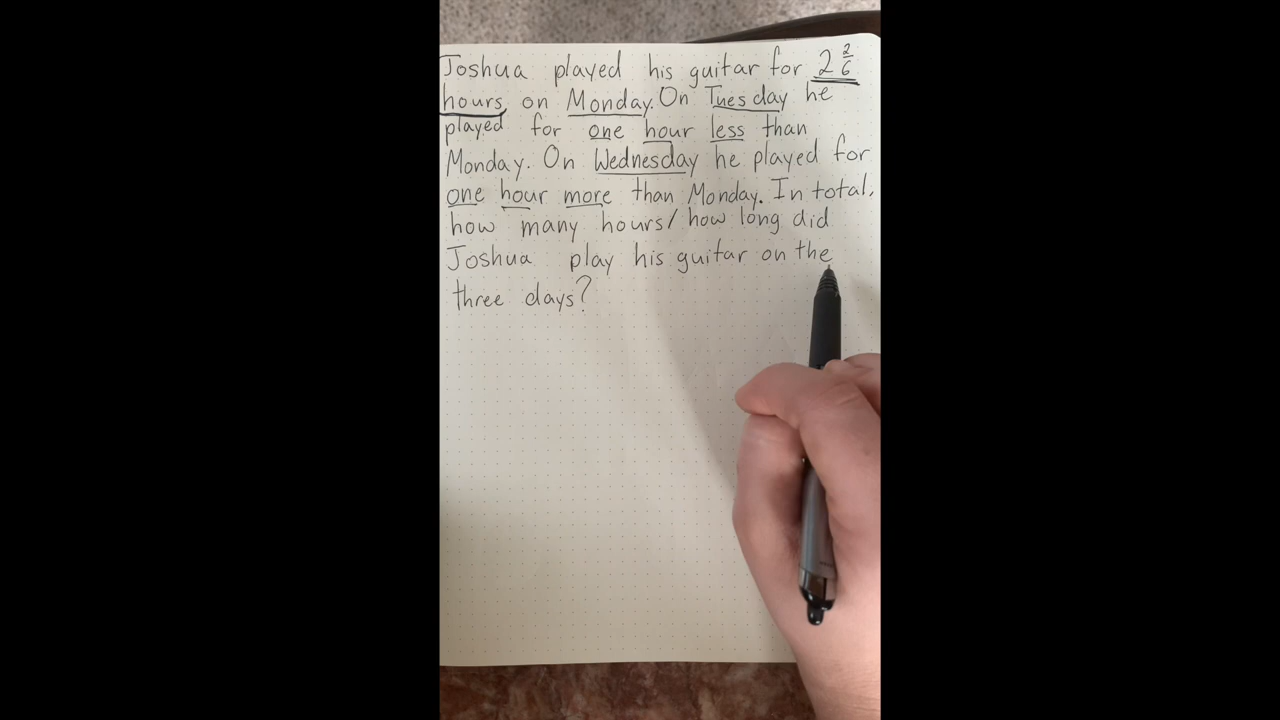 Joshua played his guitar for 2 2/6
hours on Monday. On Tuesday he
played for one hour less than
Monday. On Wednesday he played for
one hour more than Monday. In total,
how many hours/how long did
Joshua play his guitar on the
three days?